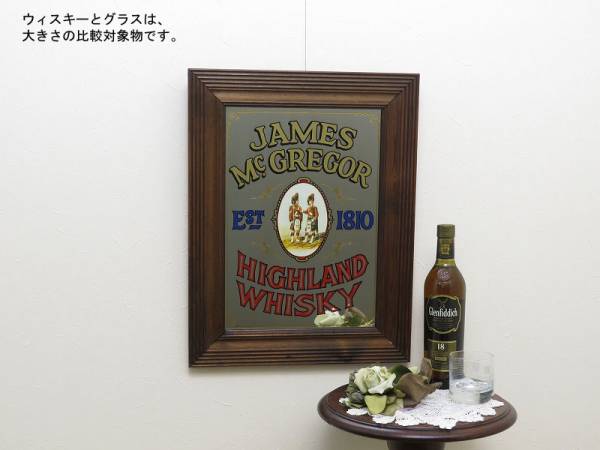 ウィスキーとグラスは、
大きさの比較対象物です。
JAMES
McGREGOR
EST 1810
HIGHLAND
WHISKY
Glenfiddich
18